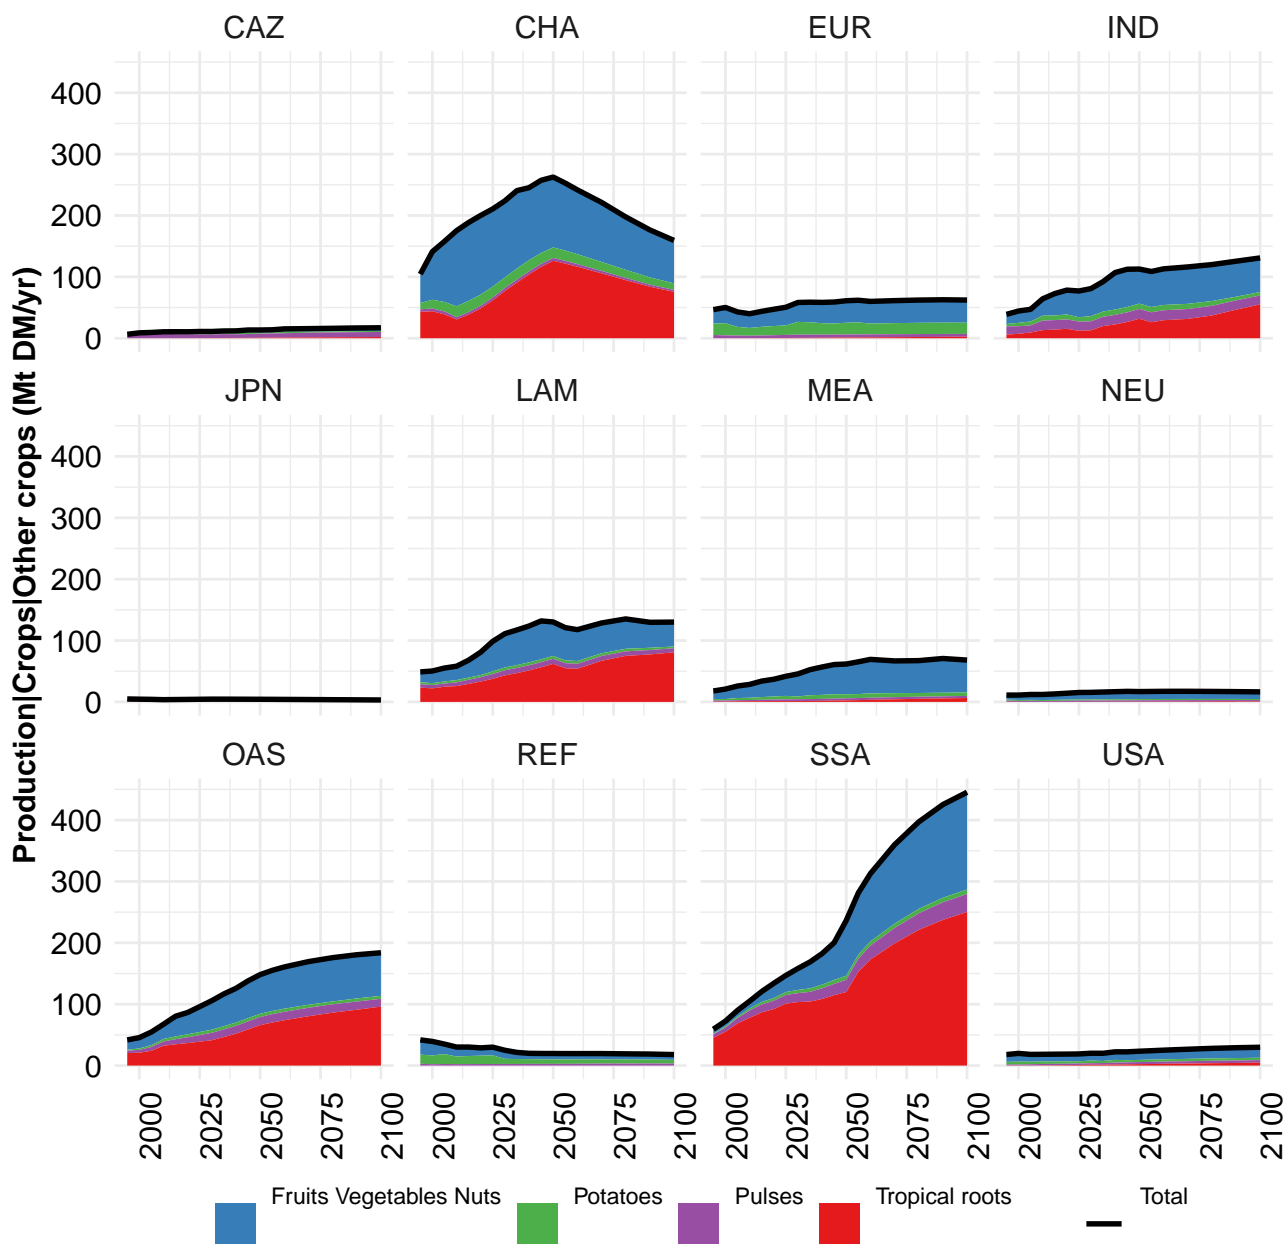 CAZ CHA EUR IND
400
300
200
100
0
JPN LAM MEA NEU
400
300
200
100
0
OAS REF SSA USA
400
300
200
100
0
Production|Crops|Other crops (Mt DM/yr)
2000 2025 2050 2075 2100 2000 2025 2050 2075 2100 2000 2025 2050 2075 2100 2000 2025 2050 2075 2100
Fruits Vegetables Nuts Potatoes Pulses Tropical roots Total